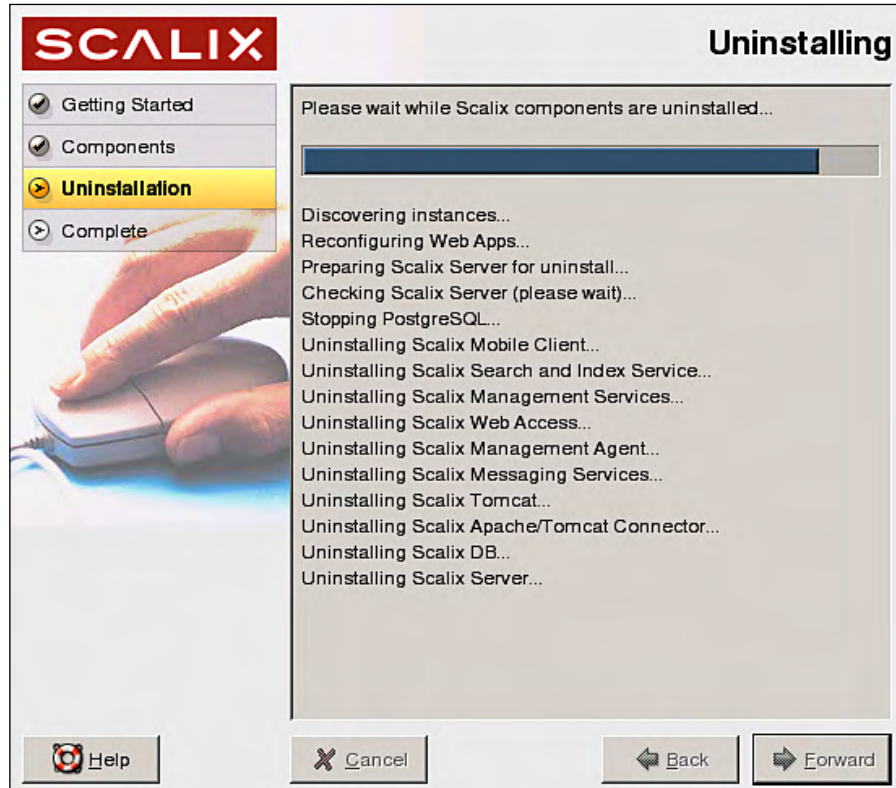 SCALIX
Uninstalling
Getting Started
Components
Uninstallation
Complete
Please wait while Scalix components are uninstalled...
Discovering instances...
Reconfiguring Web Apps...
Preparing Scalix Server for uninstall...
Checking Scalix Server (please wait)...
Stopping PostgreSQL...
Uninstalling Scalix Mobile Client...
Uninstalling Scalix Search and Index Service...
Uninstalling Scalix Management Services...
Uninstalling Scalix Web Access...
Uninstalling Scalix Management Agent...
Uninstalling Scalix Messaging Services...
Uninstalling Scalix Tomcat...
Uninstalling Scalix Apache/Tomcat Connector...
Uninstalling Scalix DB...
Uninstalling Scalix Server...
Help
Cancel
Back
Forward